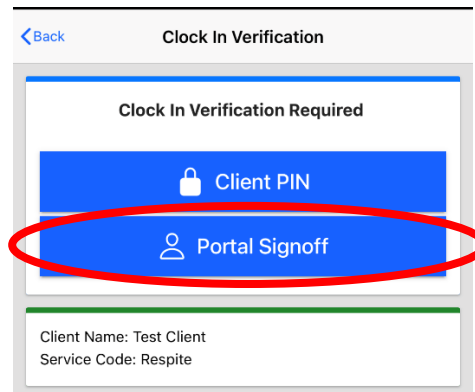 Back Clock In Verification
Clock In Verification Required
Client PIN
Portal Signoff
Client Name: Test Client
Service Code: Respite